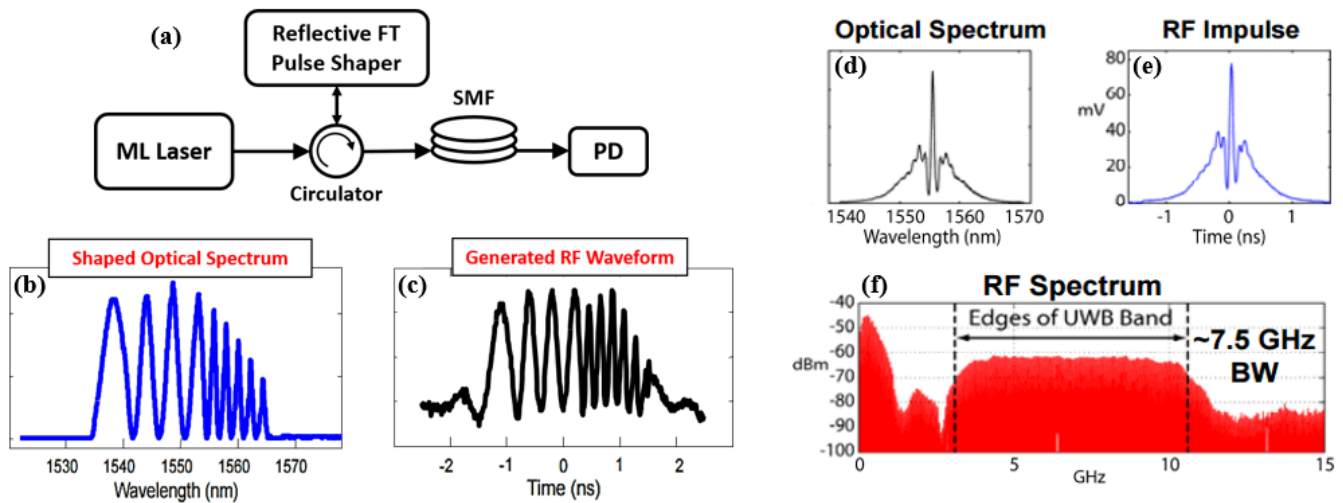 (a)
Reflective FT
Pulse Shaper
ML Laser
Circulator
SMF
PD
Shaped Optical Spectrum
(b)
1530 1540 1550 1560 1570
Wavelength (nm)
Generated RF Waveform
(c)
-2 -1 0 1 2
Time (ns)
Optical Spectrum
(d)
1540 1550 1560 1570
Wavelength (nm)
RF Impulse
(e)
80
60
mV
40
20
0
-1 0 1
Time (ns)
RF Spectrum
(f)
-40
-50
-60
dBm
-70
-80
-90
-100
Edges of UWB Band
~7.5 GHz
BW
0 5 10 15
GHz